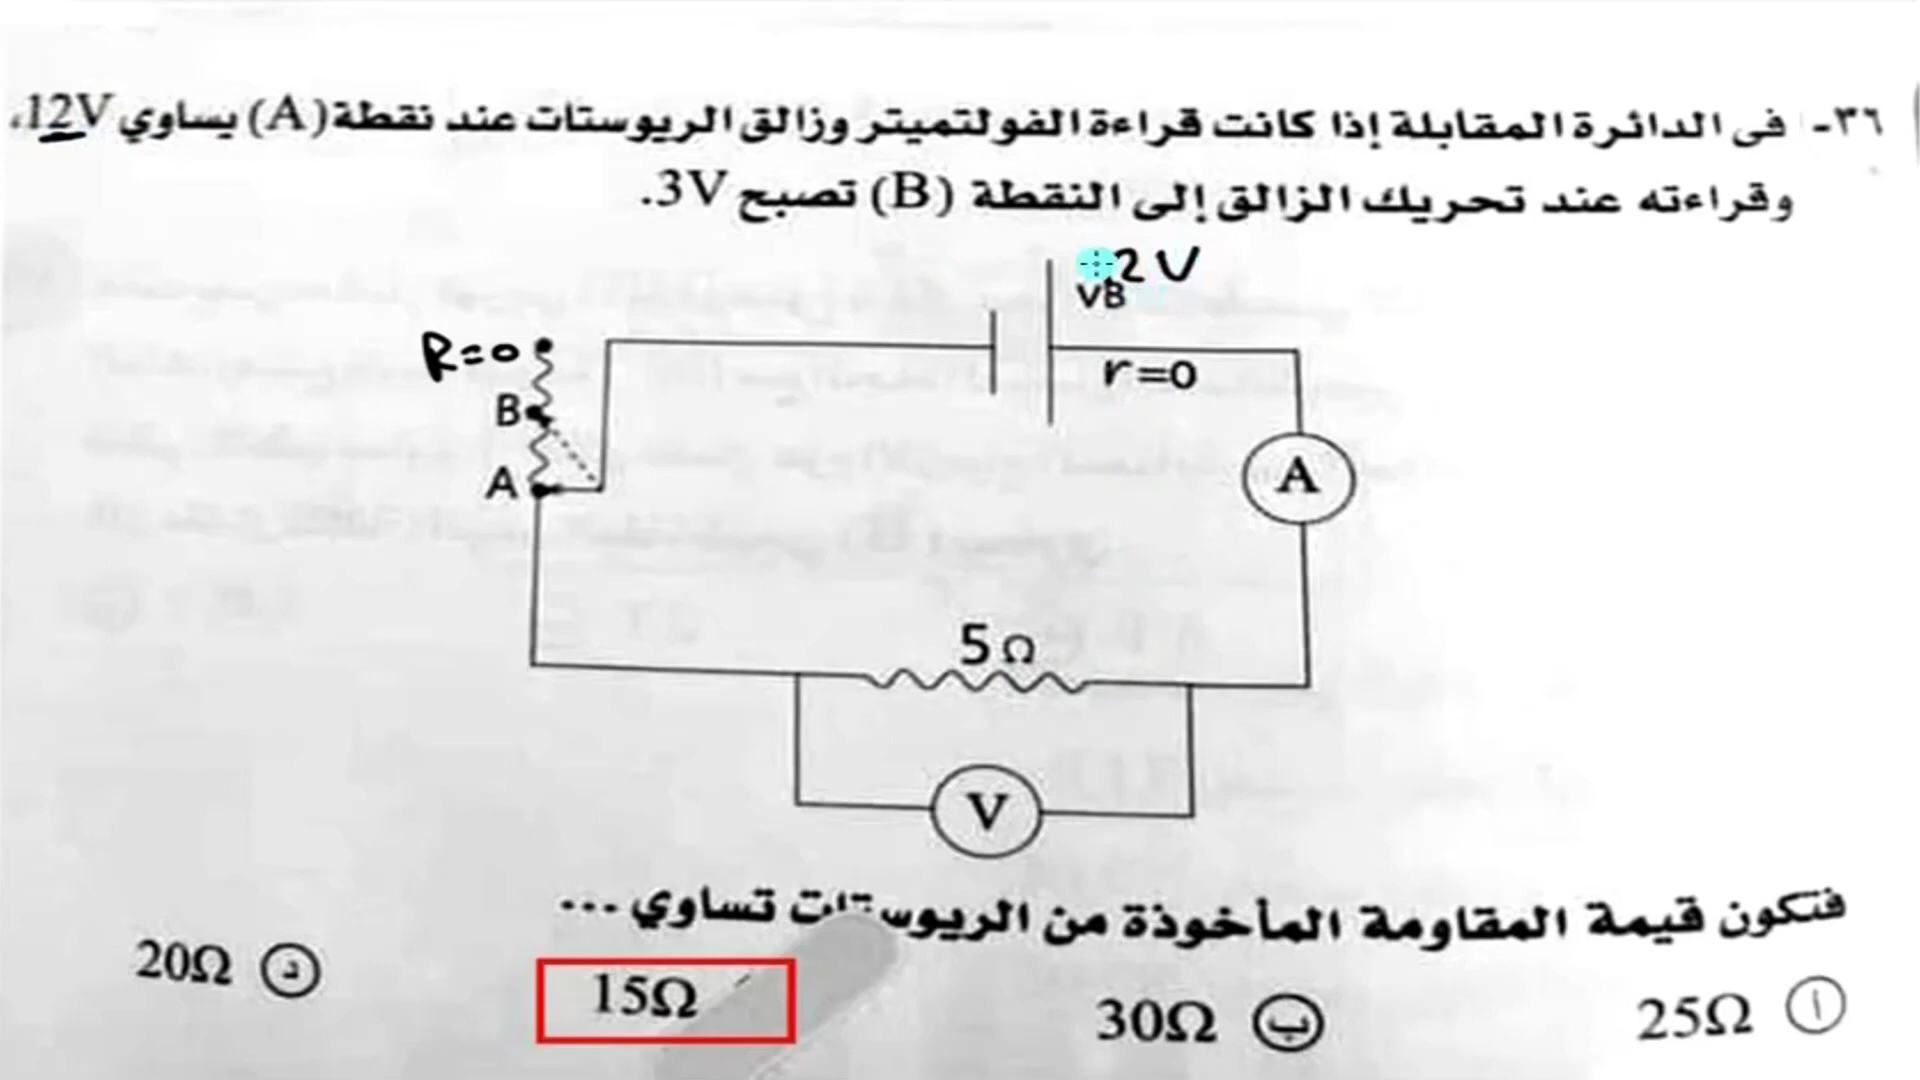 ٣٦- فى الدائرة المقابلة إذا كانت قراءة الفولتميتر وزالق الريوستات عند نقطة (A) يساوي 12V،
وقراءته عند تحريك الزالق إلى النقطة (B) تصبح 3V.
2V
VB
R=0
r=0
B
A
A
5Ω
V
فتكون قيمة المقاومة المأخوذة من الريوستات تساوي ...
أ 25Ω
ب 30Ω
15Ω
د 20Ω